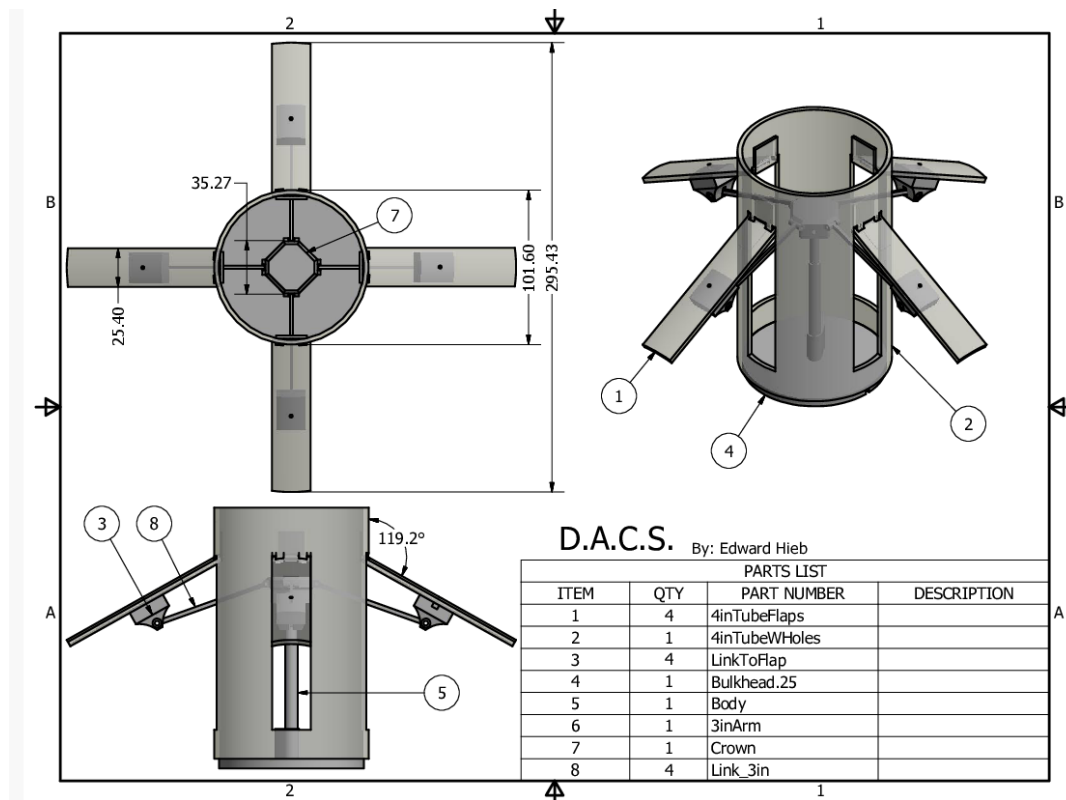 2
1
B
B
35.27
7
101.60
295.43
25.40
1
2
4
3
8
119.2°
5
A
A
D.A.C.S. By: Edward Hieb
PARTS LIST
ITEM QTY PART NUMBER DESCRIPTION
1 4 4inTubeFlaps
2 1 4inTubeWHoles
3 4 LinkToFlap
4 1 Bulkhead.25
5 1 Body
6 1 3inArm
7 1 Crown
8 4 Link_3in
2
1